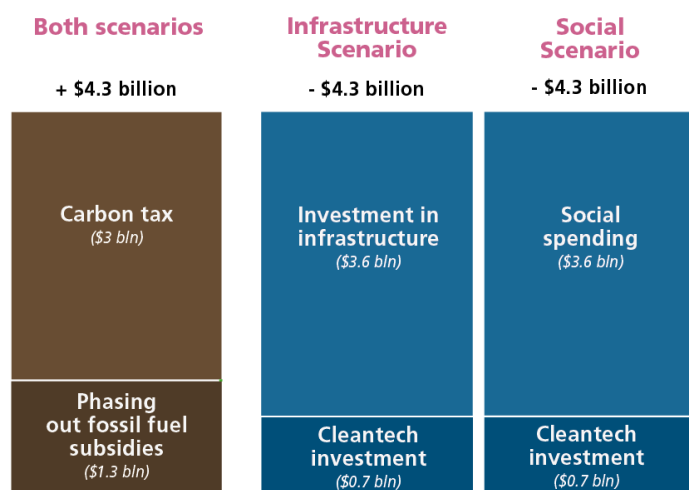 Both scenarios
+ $4.3 billion
Carbon tax
($3 bln)
Phasing
out fossil fuel
subsidies
($1.3 bln)
Infrastructure
Scenario
- $4.3 billion
Investment in
infrastructure
($3.6 bln)
Cleantech
investment
($0.7 bln)
Social
Scenario
- $4.3 billion
Social
spending
($3.6 bln)
Cleantech
investment
($0.7 bln)